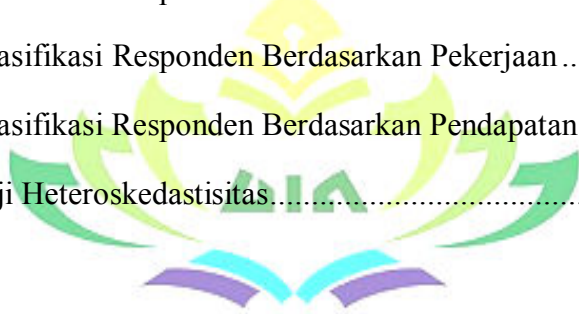 asifikasi Responden Berdasarkan Pekerjaan..
asifikasi Responden Berdasarkan Pendapatan
ji Heteroskedastisitas....................................